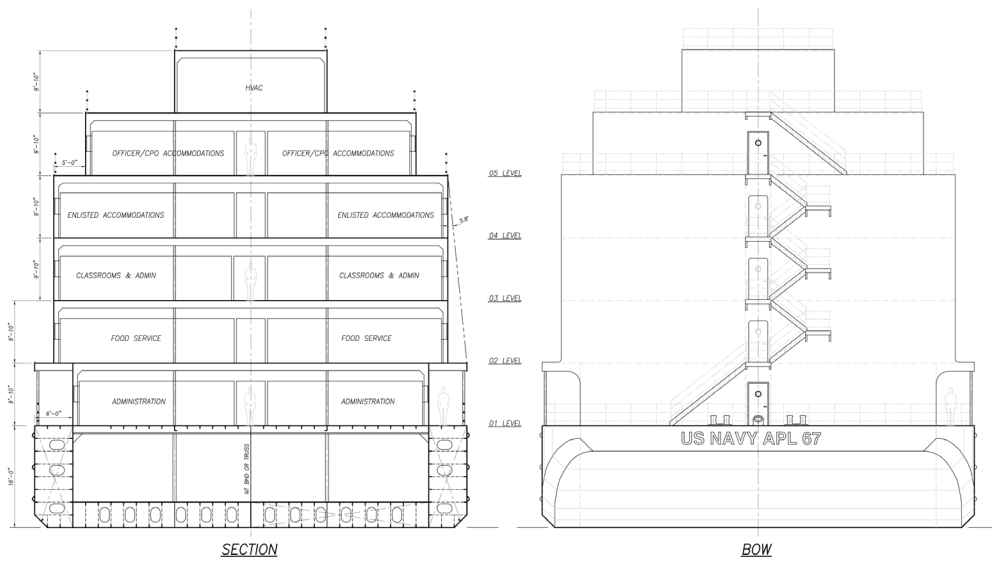 HVAC
9'-10"
OFFICER/CPO ACCOMMODATIONS
OFFICER/CPO ACCOMMODATIONS
9'-10"
5'-0"
05 LEVEL
ENLISTED ACCOMMODATIONS
ENLISTED ACCOMMODATIONS
9'-10"
5.8°
04 LEVEL
CLASSROOMS & ADMIN
CLASSROOMS & ADMIN
9'-10"
03 LEVEL
FOOD SERVICE
FOOD SERVICE
9'-10"
02 LEVEL
ADMINISTRATION
ADMINISTRATION
9'-10"
6'-0"
01 LEVEL
US NAVY APL 67
NT BHD OR TRUSS
16'-0"
SECTION
BOW